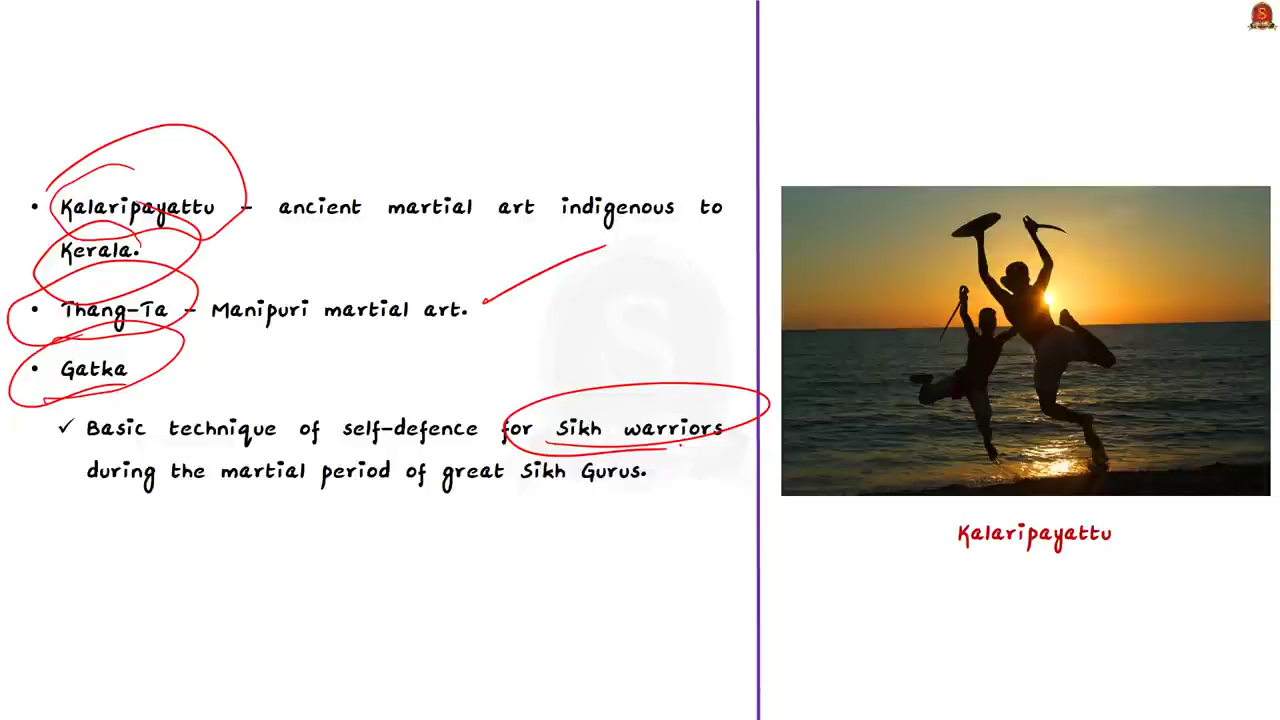 • Kalaripayattu – ancient martial art indigenous to
Kerala.
• Thang-Ta – Manipuri martial art.
• Gatka
✓ Basic technique of self-defence for Sikh warriors
during the martial period of great Sikh Gurus.
Kalaripayattu